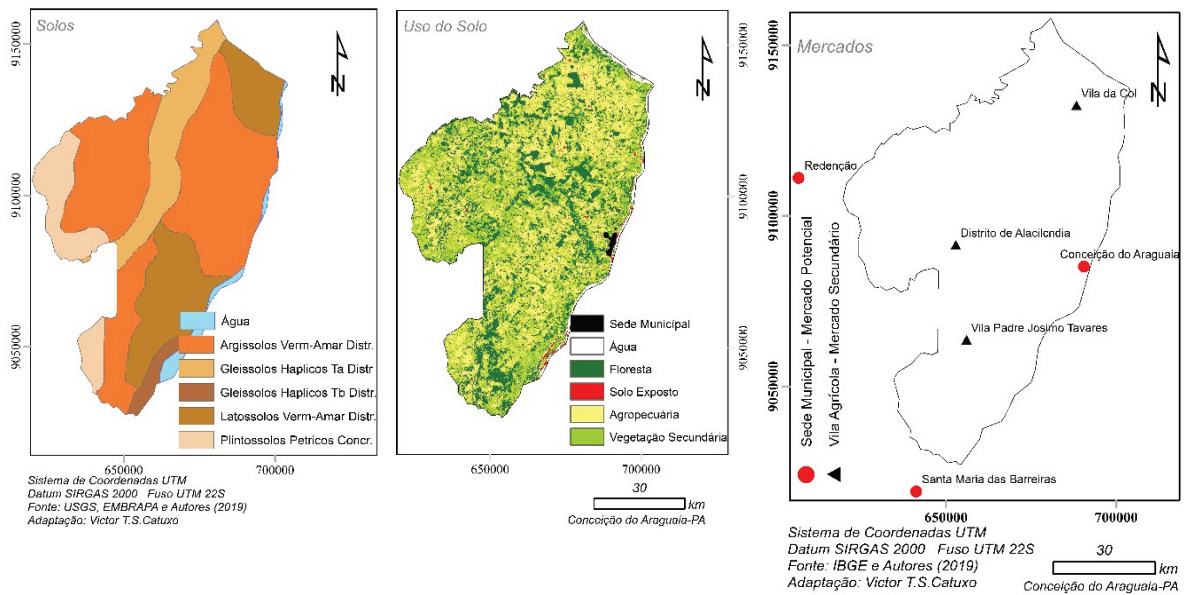 Solos
9150000
9100000
9050000
N
Água
Argissolos Verm-Amar Distr.
Gleissolos Haplicos Ta Distr
Gleissolos Haplicos Tb Distr.
Latossolos Verm-Amar Distr.
Plintossolos Petricos Concr.
650000
700000
Sistema de Coordenadas UTM
Datum SIRGAS 2000 Fuso UTM 22S
Fonte: USGS, EMBRAPA e Autores (2019)
Adaptação: Victor T.S.Catuxo
Uso do Solo
N
9150000
9100000
9050000
Sede Municípal
Água
Floresta
Solo Exposto
Agropecuária
Vegetação Secundária
650000
700000
30
km
Conceição do Araguaia-PA
Mercados
9150000
9100000
9050000
N
Vila da Col
Redenção
Distrito de Alacilcndia
Conceição do Araguaia
Vila Padre Josimo Tavares
Santa Maria das Barreiras
Sede Municipal - Mercado Potencial
Vila Agrícola - Mercado Secundário
650000
700000
Sistema de Coordenadas UTM
Datum SIRGAS 2000 Fuso UTM 22S
Fonte: IBGE e Autores (2019)
Adaptação: Victor T.S.Catuxo
30
km
Conceição do Araguaia-PA